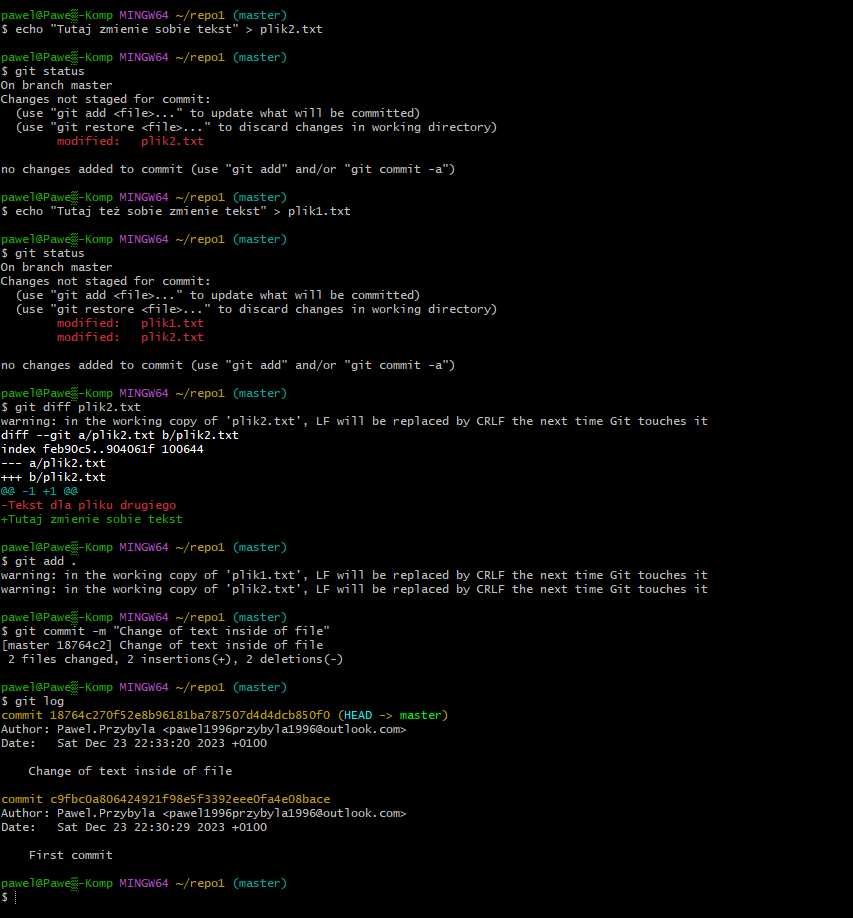 pawel@Pawe▒-Komp MINGW64 ~/repo1 (master)
$ echo "Tutaj zmienie sobie tekst" > plik2.txt

pawel@Pawe▒-Komp MINGW64 ~/repo1 (master)
$ git status
On branch master
Changes not staged for commit:
  (use "git add <file>..." to update what will be committed)
  (use "git restore <file>..." to discard changes in working directory)
        modified:   plik2.txt

no changes added to commit (use "git add" and/or "git commit -a")

pawel@Pawe▒-Komp MINGW64 ~/repo1 (master)
$ echo "Tutaj też sobie zmienie tekst" > plik1.txt

pawel@Pawe▒-Komp MINGW64 ~/repo1 (master)
$ git status
On branch master
Changes not staged for commit:
  (use "git add <file>..." to update what will be committed)
  (use "git restore <file>..." to discard changes in working directory)
        modified:   plik1.txt
        modified:   plik2.txt

no changes added to commit (use "git add" and/or "git commit -a")

pawel@Pawe▒-Komp MINGW64 ~/repo1 (master)
$ git diff plik2.txt
warning: in the working copy of 'plik2.txt', LF will be replaced by CRLF the next time Git touches it
diff --git a/plik2.txt b/plik2.txt
index feb90c5..904061f 100644
--- a/plik2.txt
+++ b/plik2.txt
@@ -1 +1 @@
-Tekst dla pliku drugiego
+Tutaj zmienie sobie tekst

pawel@Pawe▒-Komp MINGW64 ~/repo1 (master)
$ git add .
warning: in the working copy of 'plik1.txt', LF will be replaced by CRLF the next time Git touches it
warning: in the working copy of 'plik2.txt', LF will be replaced by CRLF the next time Git touches it

pawel@Pawe▒-Komp MINGW64 ~/repo1 (master)
$ git commit -m "Change of text inside of file"
[master 18764c2] Change of text inside of file
 2 files changed, 2 insertions(+), 2 deletions(-)

pawel@Pawe▒-Komp MINGW64 ~/repo1 (master)
$ git log
commit 18764c270f52e8b96181ba787507d4d4dcb850f0 (HEAD -> master)
Author: Pawel.Przybyla <pawel1996przybyla1996@outlook.com>
Date:   Sat Dec 23 22:33:20 2023 +0100

    Change of text inside of file

commit c9fbc0a806424921f98e5f3392eee0fa4e08bace
Author: Pawel.Przybyla <pawel1996przybyla1996@outlook.com>
Date:   Sat Dec 23 22:30:29 2023 +0100

    First commit

pawel@Pawe▒-Komp MINGW64 ~/repo1 (master)
$